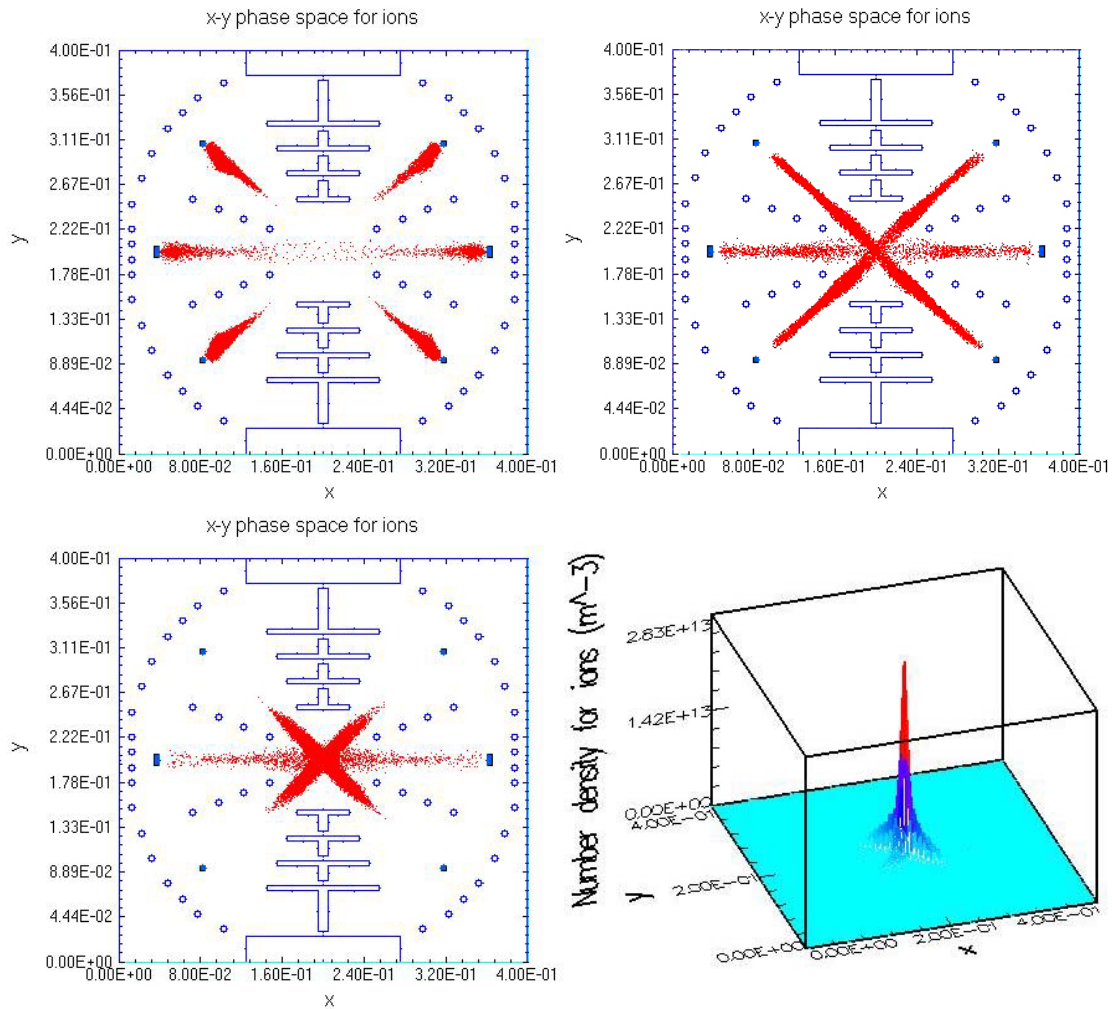 x-y phase space for ions
x-y phase space for ions
4.00E-01
3.56E-01
3.11E-01
2.67E-01
2.22E-01
1.78E-01
1.33E-01
8.89E-02
4.44E-02
0.00E+00
y
0.00E+00 8.00E-02 1.60E-01 2.40E-01 3.20E-01 4.00E-01
x
4.00E-01
3.56E-01
3.11E-01
2.67E-01
2.22E-01
1.78E-01
1.33E-01
8.89E-02
4.44E-02
0.00E+00
y
0.00E+00 8.00E-02 1.60E-01 2.40E-01 3.20E-01 4.00E-01
x
x-y phase space for ions
4.00E-01
3.56E-01
3.11E-01
2.67E-01
2.22E-01
1.78E-01
1.33E-01
8.89E-02
4.44E-02
0.00E+00
y
0.00E+00 8.00E-02 1.60E-01 2.40E-01 3.20E-01 4.00E-01
x
Number density for ions (m^-3)
2.83E+13
1.42E+13
0.00E+00
4.00E-01
y
2.00E-01
0.00E+00
0.00E+00
2.00E-01
4.00E-01
x